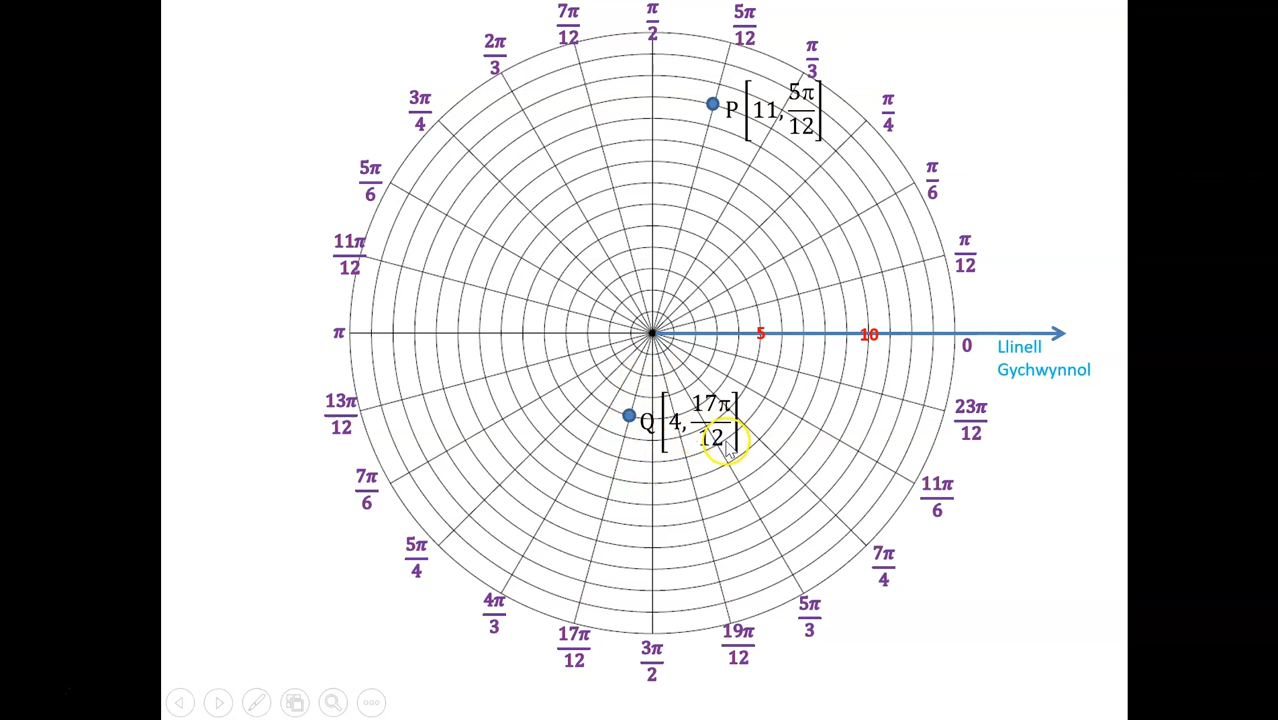 π/2
7π/12
5π/12
2π/3
π/3
3π/4
π/4
P [11, 5π/12]
5π/6
π/6
11π/12
π/12
π
5
10
0
Llinell
Gychwynnol
13π/12
Q [4, 17π/12]
23π/12
7π/6
11π/6
5π/4
7π/4
4π/3
5π/3
17π/12
3π/2
19π/12